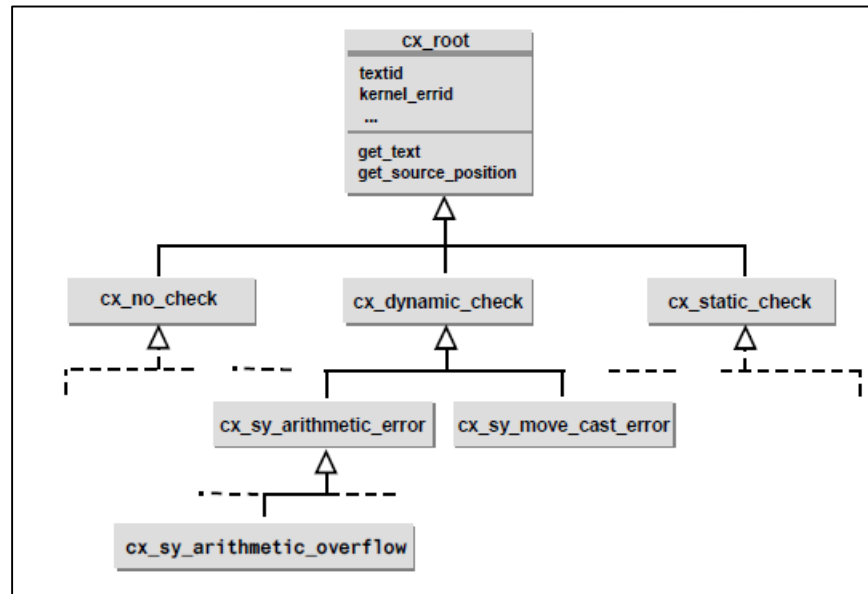 cx_root
textid
kernel_errid
...
get_text
get_source_position
cx_no_check
cx_dynamic_check
cx_static_check
cx_sy_arithmetic_error
cx_sy_move_cast_error
cx_sy_arithmetic_overflow